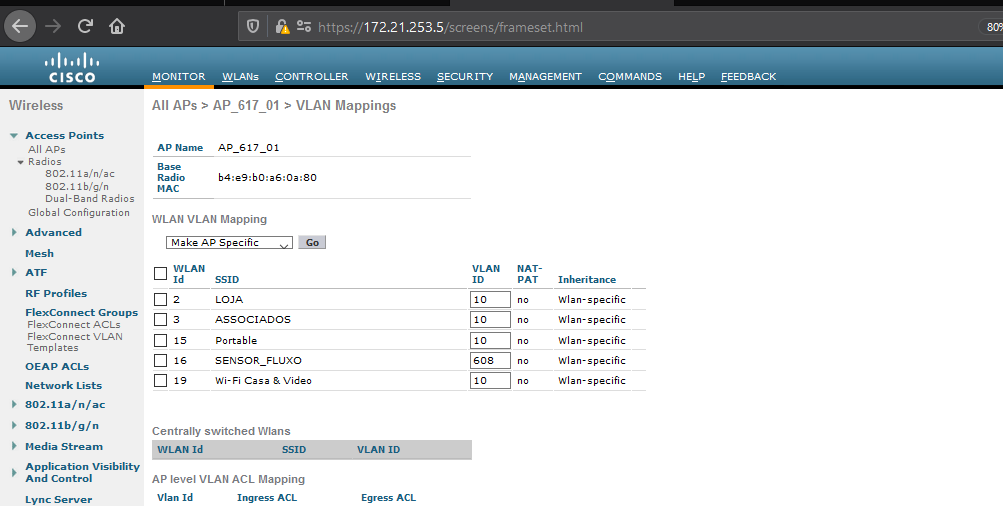 https://172.21.253.5/screens/frameset.html
80%
CISCO
MONITOR WLANs CONTROLLER WIRELESS SECURITY MANAGEMENT COMMANDS HELP FEEDBACK
Wireless
Access Points
All APs
Radios
802.11a/n/ac
802.11b/g/n
Dual-Band Radios
Global Configuration
Advanced
Mesh
ATF
RF Profiles
FlexConnect Groups
FlexConnect ACLs
FlexConnect VLAN
Templates
OEAP ACLs
Network Lists
802.11a/n/ac
802.11b/g/n
Media Stream
Application Visibility
And Control
Lync Server
All APs > AP_617_01 > VLAN Mappings
AP Name AP_617_01
Base
Radio
MAC
b4:e9:b0:a6:0a:80
WLAN VLAN Mapping
Make AP Specific Go
WLAN
Id
SSID
VLAN
ID
NAT-
PAT
Inheritance
2 LOJA 10 no Wlan-specific
3 ASSOCIADOS 10 no Wlan-specific
15 Portable 10 no Wlan-specific
16 SENSOR_FLUXO 608 no Wlan-specific
19 Wi-Fi Casa & Video 10 no Wlan-specific
Centrally switched Wlans
WLAN Id SSID VLAN ID
AP level VLAN ACL Mapping
Vlan Id Ingress ACL Egress ACL